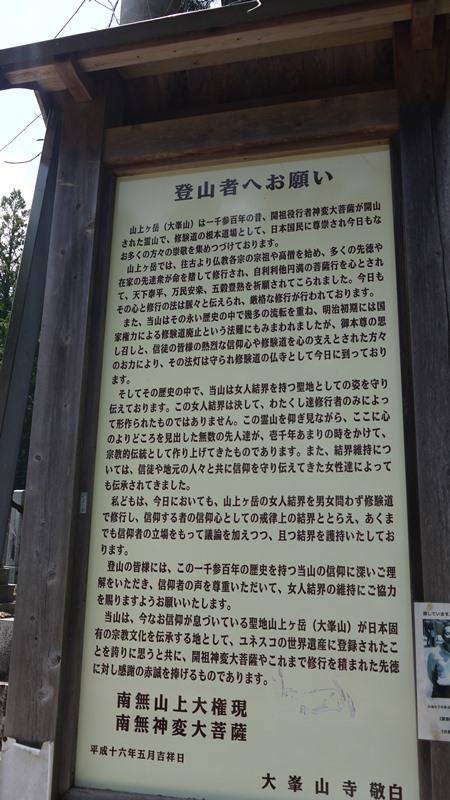 登山者へお願い
山上ヶ岳（大峯山）は一千参百年の昔、開祖役行者神変大菩薩が開山
された霊山で、修験道の根本道場として、日本国民に尊崇され今日もな
お多くの方々の崇敬を集めつづけております。
山上ヶ岳では、往古より仏教各宗の宗祖や高僧を始め、多くの先徳や
在家の先達衆が命を賭して修行され、自利利他円満の菩薩行を心とされ
て、天下泰平、万民安楽、五穀豊熟を祈願されてこられました。今日も
その心と修行の法は脈々と伝えられ、厳格な修行が行われております。
また、当山はその永い歴史の中で幾多の流転を重ね、明治初期には国
家権力による修験道廃止という法難にもみまわれましたが、御本尊の思
し召しと、信徒の皆様の熱烈な信仰心や修験道を心の支えとされた方々
のお力により、その法灯は守られ修験道の仏寺として今日に到っており
ます。
そしてその歴史の中で、当山は女人結界を持つ聖地としての姿を守り
伝えております。この女人結界は決して、わたくし達修行者のみによっ
て形作られたものではありません。この霊山を仰ぎ見ながら、ここに心
のよりどころを見出した無数の先人達が、壱千年あまりの時をかけて、
宗教的伝統として作り上げてきたものであります。また、結界維持につ
いては、信徒や地元の人々と共に信仰を守り伝えてきた女性達によって
も伝承されてきました。
私どもは、今日においても、山上ヶ岳の女人結界を男女問わず修験道
で修行し、信仰する者の信仰心としての戒律上の結界ととらえ、あくま
でも信仰者の立場をもって議論を加えつつ、且つ結界を護持いたしてお
ります。
登山の皆様には、この一千参百年の歴史を持つ当山の信仰に深いご理
解をいただき、信仰者の声を尊重いただいて、女人結界の維持にご協力
を賜りますようお願いいたします。
当山は、今なお信仰が息づいている聖地山上ヶ岳（大峯山）が日本固
有の宗教文化を伝承する地として、ユネスコの世界遺産に登録されたこ
とを誇りに思うと共に、開祖神変大菩薩やこれまで修行を積まれた先徳
に対し感謝の赤誠を捧げるものであります。
南無山上大権現
南無神変大菩薩
平成十六年五月吉祥日
大峯山寺敬白